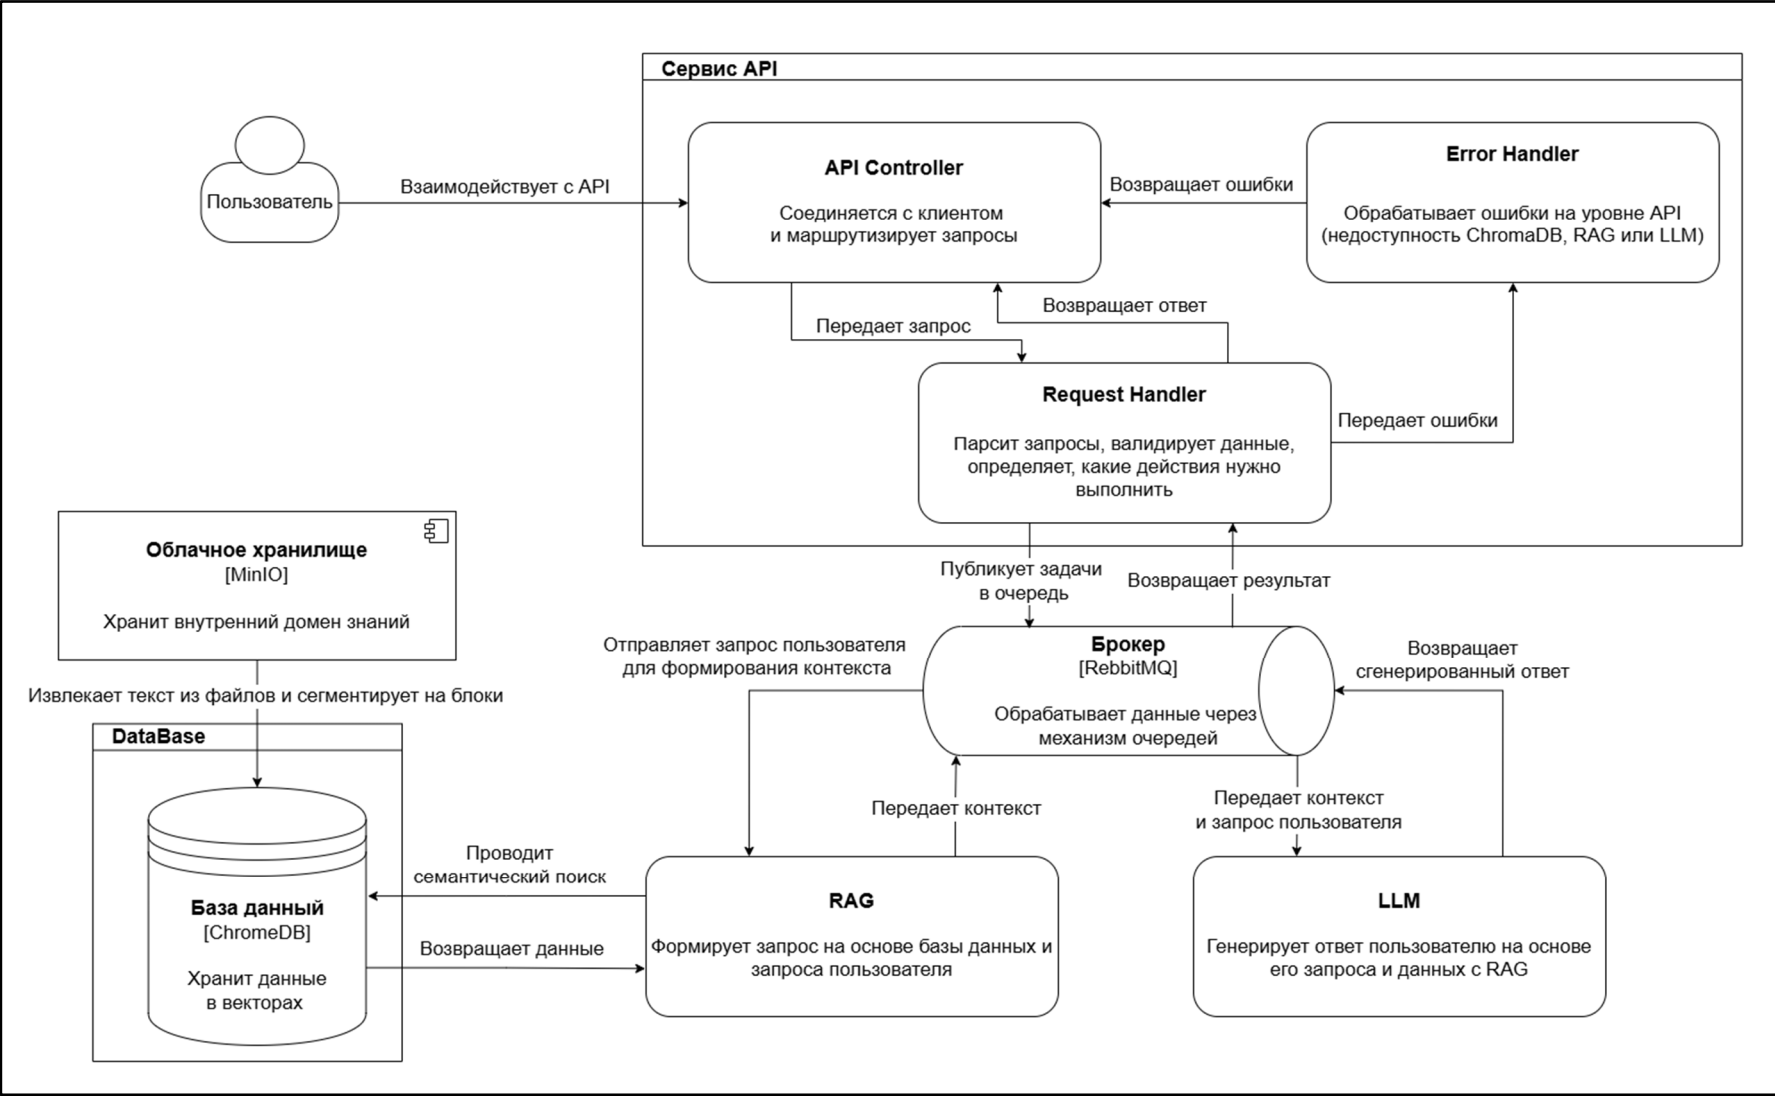 Сервис API
Пользователь
Взаимодействует с API
API Controller
Соединяется с клиентом
и маршрутизирует запросы
Возвращает ошибки
Error Handler
Обрабатывает ошибки на уровне API
(недоступность ChromaDB, RAG или LLM)
Передает запрос
Возвращает ответ
Request Handler
Парсит запросы, валидирует данные,
определяет, какие действия нужно
выполнить
Передает ошибки
Облачное хранилище
[MinIO]
Хранит внутренний домен знаний
Извлекает текст из файлов и сегментирует на блоки
Публикует задачи
в очередь
Возвращает результат
Отправляет запрос пользователя
для формирования контекста
Брокер
[RebbitMQ]
Обрабатывает данные через
механизм очередей
Возвращает
сгенерированный ответ
DataBase
База данный
[ChromeDB]
Хранит данные
в векторах
Проводит
семантический поиск
Возвращает данные
Передает контекст
Передает контекст
и запрос пользователя
RAG
Формирует запрос на основе базы данных и
запроса пользователя
LLM
Генерирует ответ пользователю на основе
его запроса и данных с RAG